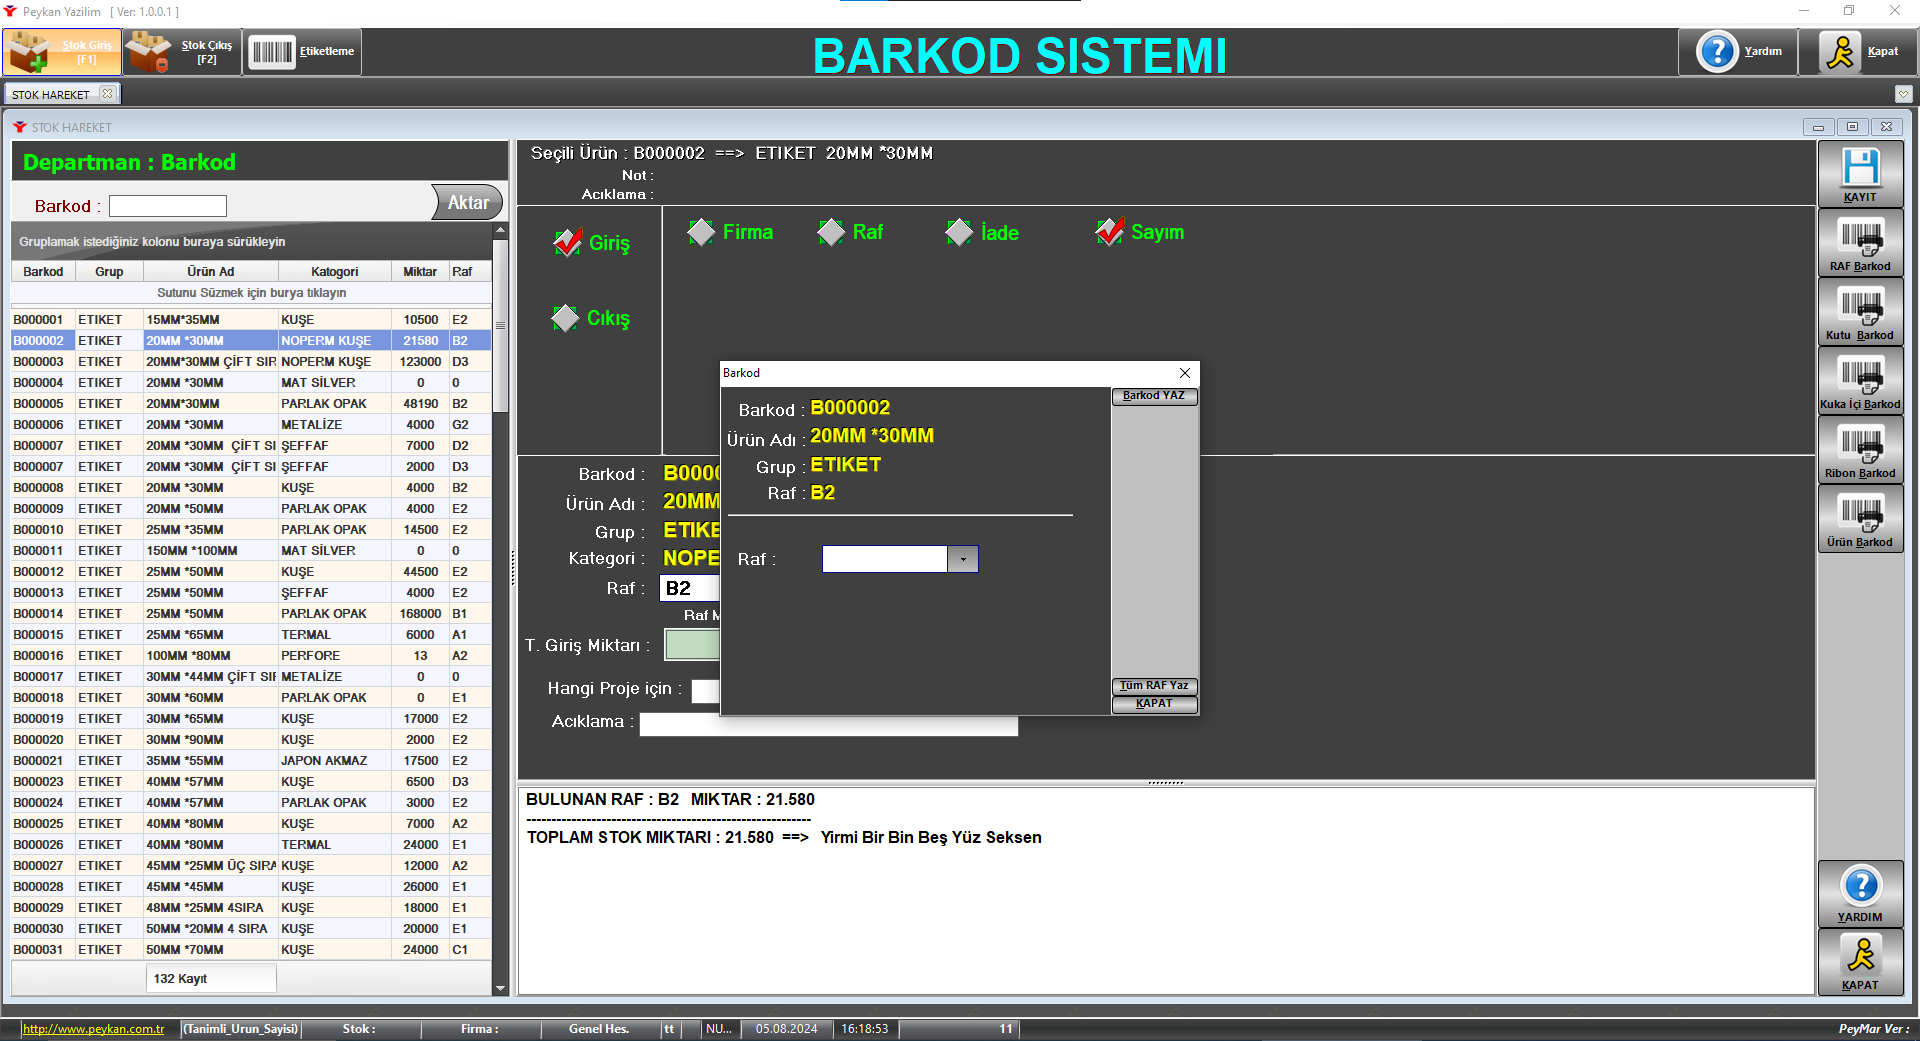 Peykan Yazilim [ Ver: 1.0.0.1 ]
Stok Giriş [F1]
Stok Çıkış [F2]
Etiketleme
BARKOD SISTEMI
Yardım
Kapat
STOK HAREKET
STOK HAREKET
Departman : Barkod
Barkod :
Aktar
Gruplamak istediğiniz kolonu buraya sürükleyin
Barkod Grup Ürün Ad Katogori Miktar Raf
Sutunu Süzmek için burya tıklayın
B000001 ETIKET 15MM*35MM KUŞE 10500 E2
B000002 ETIKET 20MM *30MM NOPERM KUŞE 21580 B2
B000003 ETIKET 20MM*30MM ÇİFT SIR NOPERM KUŞE 123000 D3
B000004 ETIKET 20MM *30MM MAT SİLVER 0 0
B000005 ETIKET 20MM*30MM PARLAK OPAK 48190 B2
B000006 ETIKET 20MM *30MM METALİZE 4000 G2
B000007 ETIKET 20MM *30MM ÇİFT SI ŞEFFAF 7000 D2
B000007 ETIKET 20MM *30MM ÇİFT SI ŞEFFAF 2000 D3
B000008 ETIKET 20MM *30MM KUŞE 4000 B2
B000009 ETIKET 20MM *50MM PARLAK OPAK 4000 E2
B000010 ETIKET 25MM *35MM PARLAK OPAK 14500 E2
B000011 ETIKET 150MM *100MM MAT SİLVER 0 0
B000012 ETIKET 25MM *50MM KUŞE 44500 E2
B000013 ETIKET 25MM *50MM ŞEFFAF 4000 E2
B000014 ETIKET 25MM *50MM PARLAK OPAK 168000 B1
B000015 ETIKET 25MM *65MM TERMAL 6000 A1
B000016 ETIKET 100MM *80MM PERFORE 13 A2
B000017 ETIKET 30MM *44MM ÇİFT SIF METALİZE 0 0
B000018 ETIKET 30MM *60MM PARLAK OPAK 0 E1
B000019 ETIKET 30MM *65MM KUŞE 17000 E2
B000020 ETIKET 30MM *90MM KUŞE 2000 E2
B000021 ETIKET 35MM *55MM JAPON AKMAZ 17500 E2
B000023 ETIKET 40MM *57MM KUŞE 6500 D3
B000024 ETIKET 40MM *57MM PARLAK OPAK 3000 E2
B000025 ETIKET 40MM *80MM KUŞE 7000 A2
B000026 ETIKET 40MM *80MM TERMAL 24000 E1
B000027 ETIKET 45MM *25MM ÜÇ SIRA KUŞE 12000 A2
B000028 ETIKET 45MM *45MM KUŞE 26000 E1
B000029 ETIKET 48MM *25MM 4SIRA KUŞE 18000 E1
B000030 ETIKET 50MM *20MM 4 SIRA KUŞE 20000 E1
B000031 ETIKET 50MM *70MM KUŞE 24000 C1
132 Kayıt
Seçili Ürün : B000002 ==> ETIKET 20MM *30MM
Not :
Acıklama :
Giriş
Cıkış
Firma
Raf
İade
Sayım
Barkod : B000
Ürün Adı : 20MM
Grup : ETIKE
Kategori : NOPE
Raf : B2
Raf M
T. Giriş Miktarı :
Hangi Proje için :
Acıklama :
Barkod
Barkod : B000002
Ürün Adı : 20MM *30MM
Grup : ETIKET
Raf : B2
Raf :
Barkod YAZ
Tüm RAF Yaz
KAPAT
BULUNAN RAF : B2 MIKTAR : 21.580
------------------------------------------------------------
TOPLAM STOK MIKTARI : 21.580 ==> Yirmi Bir Bin Beş Yüz Seksen
KAYIT
RAF Barkod
Kutu Barkod
Kuka İçi Barkod
Ribon Barkod
Ürün Barkod
YARDIM
KAPAT
http://www.peykan.com.tr (Tanimli_Urun_Sayisi) Stok : Firma : Genel Hes. tt NU... 05.08.2024 16:18:53 11 PeyMar Ver :